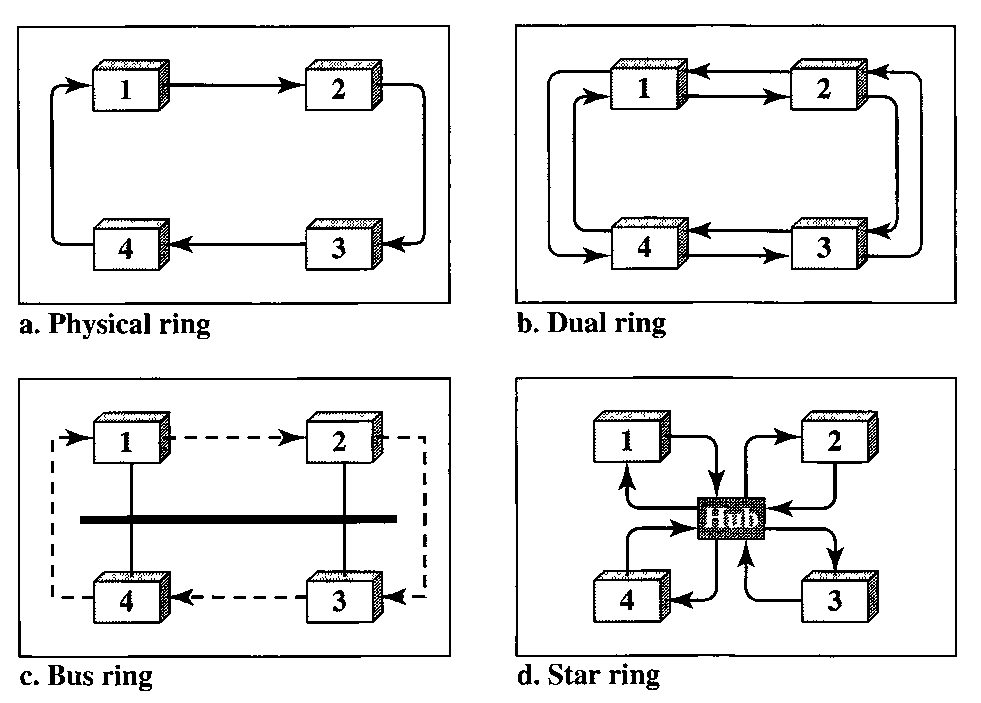 1 2
4 3
a. Physical ring
1 2
4 3
b. Dual ring
1 2
4 3
c. Bus ring
1 2
Hub
4 3
d. Star ring